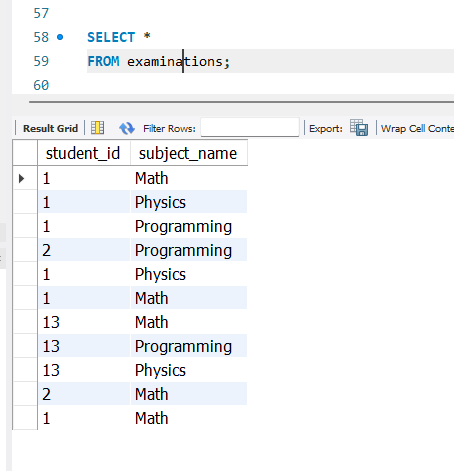 57
58 SELECT *
59 FROM examinations;
60
Result Grid Filter Rows: Export: Wrap Cell Conte
student_id subject_name
1 Math
1 Physics
1 Programming
2 Programming
1 Physics
1 Math
13 Math
13 Programming
13 Physics
2 Math
1 Math